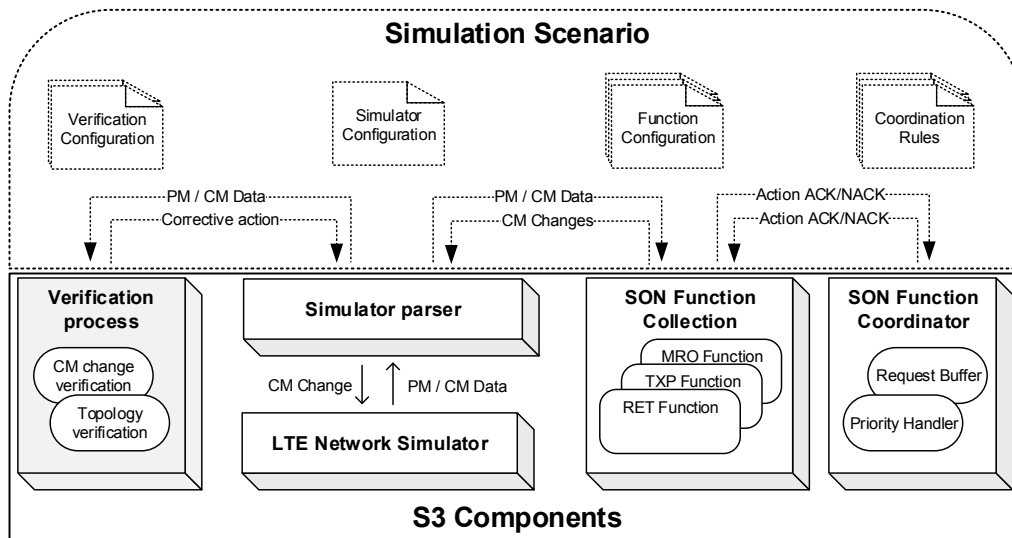 Simulation Scenario
Verification
Configuration
Simulator
Configuration
Function
Configuration
Coordination
Rules
PM / CM Data
Corrective action
PM / CM Data
CM Changes
Action ACK/NACK
Action ACK/NACK
Verification
process
CM change
verification
Topology
verification
Simulator parser
CM Change
PM / CM Data
LTE Network Simulator
SON Function
Collection
MRO Function
TXP Function
RET Function
SON Function
Coordinator
Request Buffer
Priority Handler
S3 Components